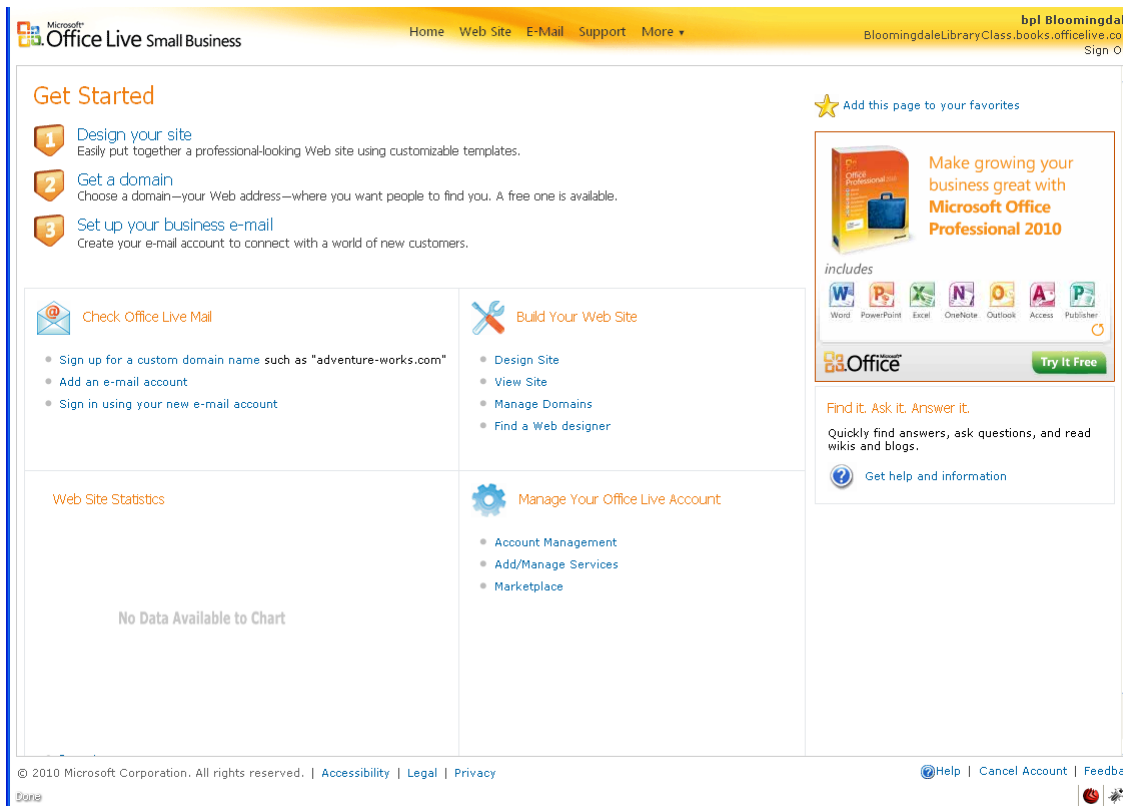 Microsoft®
Office Live Small Business
Home Web Site E-Mail Support More ▾
bpl Bloomingdal
BloomingdaleLibraryClass.books.officelive.co
Sign O
Get Started
1 Design your site
Easily put together a professional-looking Web site using customizable templates.
2 Get a domain
Choose a domain—your Web address—where you want people to find you. A free one is available.
3 Set up your business e-mail
Create your e-mail account to connect with a world of new customers.
Check Office Live Mail
Sign up for a custom domain name such as "adventure-works.com"
Add an e-mail account
Sign in using your new e-mail account
Build Your Web Site
Design Site
View Site
Manage Domains
Find a Web designer
Web Site Statistics
No Data Available to Chart
Manage Your Office Live Account
Account Management
Add/Manage Services
Marketplace
Add this page to your favorites
Office
Professional 2010
Make growing your
business great with
Microsoft Office
Professional 2010
includes
Word PowerPoint Excel OneNote Outlook Access Publisher
Microsoft®
Office
Try It Free
Find it. Ask it. Answer it.
Quickly find answers, ask questions, and read
wikis and blogs.
Get help and information
© 2010 Microsoft Corporation. All rights reserved. | Accessibility | Legal | Privacy
Help | Cancel Account | Feedba
Done